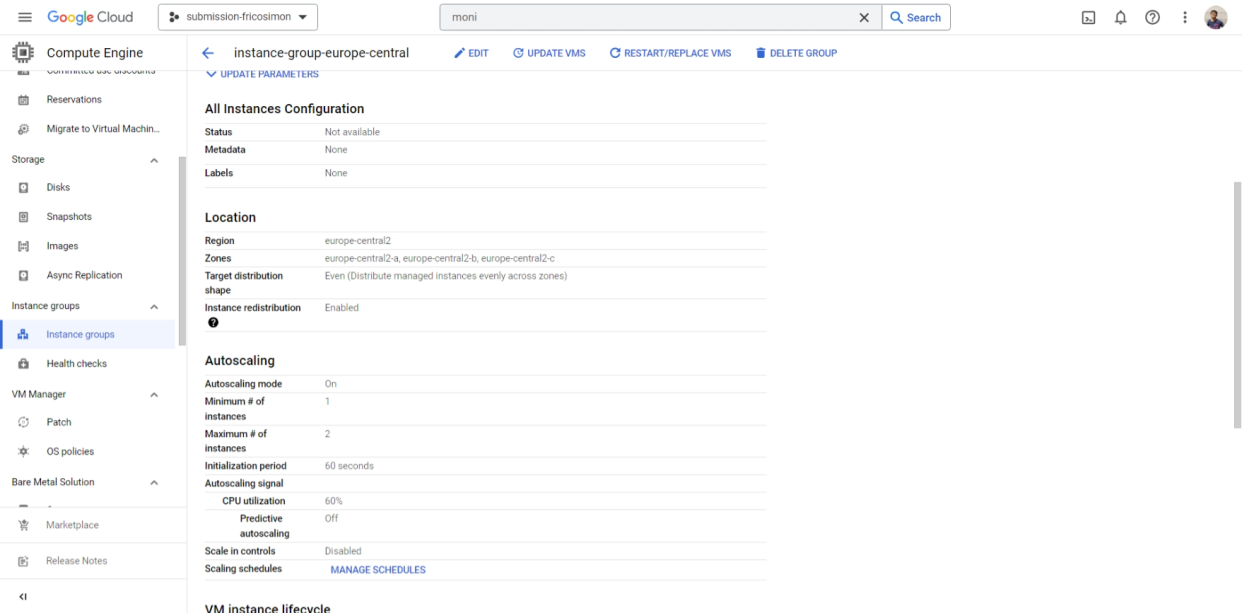 Google Cloud
submission-fricosimon
moni
Search
Compute Engine
instance-group-europe-central
EDIT
UPDATE VMS
RESTART/REPLACE VMS
DELETE GROUP
Committed use discounts
Reservations
Migrate to Virtual Machin...
Storage
Disks
Snapshots
Images
Async Replication
Instance groups
Instance groups
Health checks
VM Manager
Patch
OS policies
Bare Metal Solution
Marketplace
Release Notes
UPDATE PARAMETERS
All Instances Configuration
Status Not available
Metadata None
Labels None
Location
Region europe-central2
Zones europe-central2-a, europe-central2-b, europe-central2-c
Target distribution Even (Distribute managed instances evenly across zones)
shape
Instance redistribution Enabled
?
Autoscaling
Autoscaling mode On
Minimum # of 1
instances
Maximum # of 2
instances
Initialization period 60 seconds
Autoscaling signal
CPU utilization 60%
Predictive Off
autoscaling
Scale in controls Disabled
Scaling schedules MANAGE SCHEDULES
VM instance lifecycle